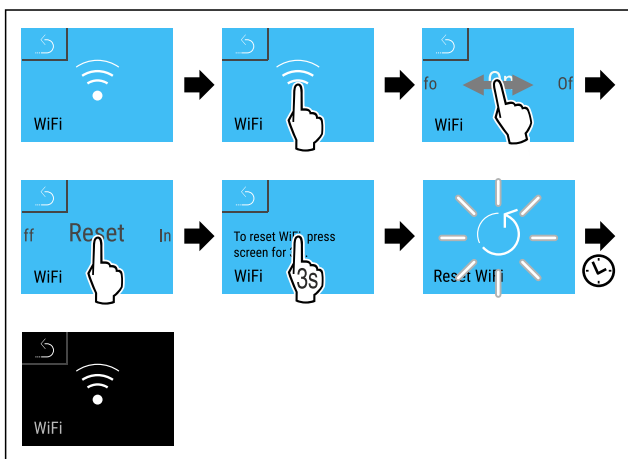 WiFi
WiFi
fo On Of
WiFi
ff Reset In
WiFi
To reset WiFi, press
screen for
WiFi
3s
Reset WiFi
WiFi